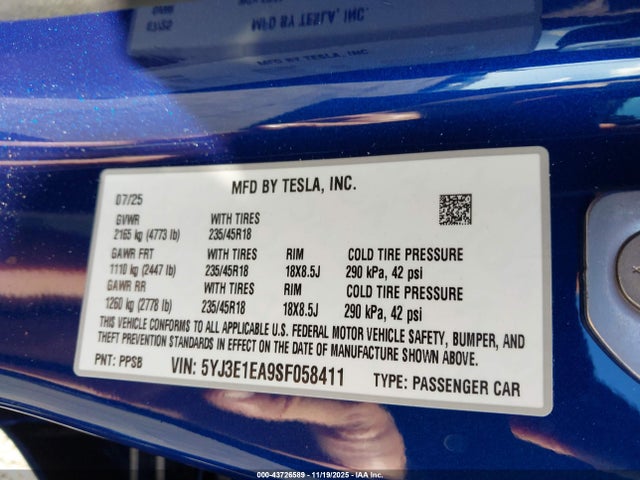 MFD BY TESLA, INC.
07/25
GVWR WITH TIRES
2165 kg (4773 lb) 235/45R18
GAWR FRT WITH TIRES RIM COLD TIRE PRESSURE
1110 kg (2447 lb) 235/45R18 18X8.5J 290 kPa, 42 psi
GAWR RR WITH TIRES RIM COLD TIRE PRESSURE
1260 kg (2778 lb) 235/45R18 18X8.5J 290 kPa, 42 psi
THIS VEHICLE CONFORMS TO ALL APPLICABLE U.S. FEDERAL MOTOR VEHICLE SAFETY, BUMPER, AND
THEFT PREVENTION STANDARDS IN EFFECT ON THE DATE OF MANUFACTURE SHOWN ABOVE.
PNT: PPSB VIN: 5YJ3E1EA9SF058411 TYPE: PASSENGER CAR
000-43726589 - 11/19/2025 - IAA Inc.